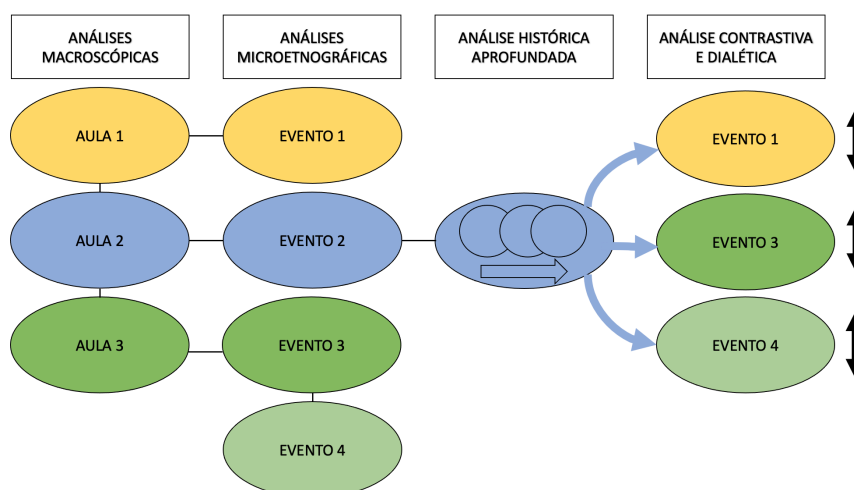 ANÁLISES
MACROSCÓPICAS
ANÁLISES
MICROETNOGRÁFICAS
ANÁLISE HISTÓRICA
APROFUNDADA
ANÁLISE CONTRASTIVA
E DIALÉTICA
AULA 1
EVENTO 1
EVENTO 1
AULA 2
EVENTO 2
EVENTO 3
AULA 3
EVENTO 3
EVENTO 4
EVENTO 4